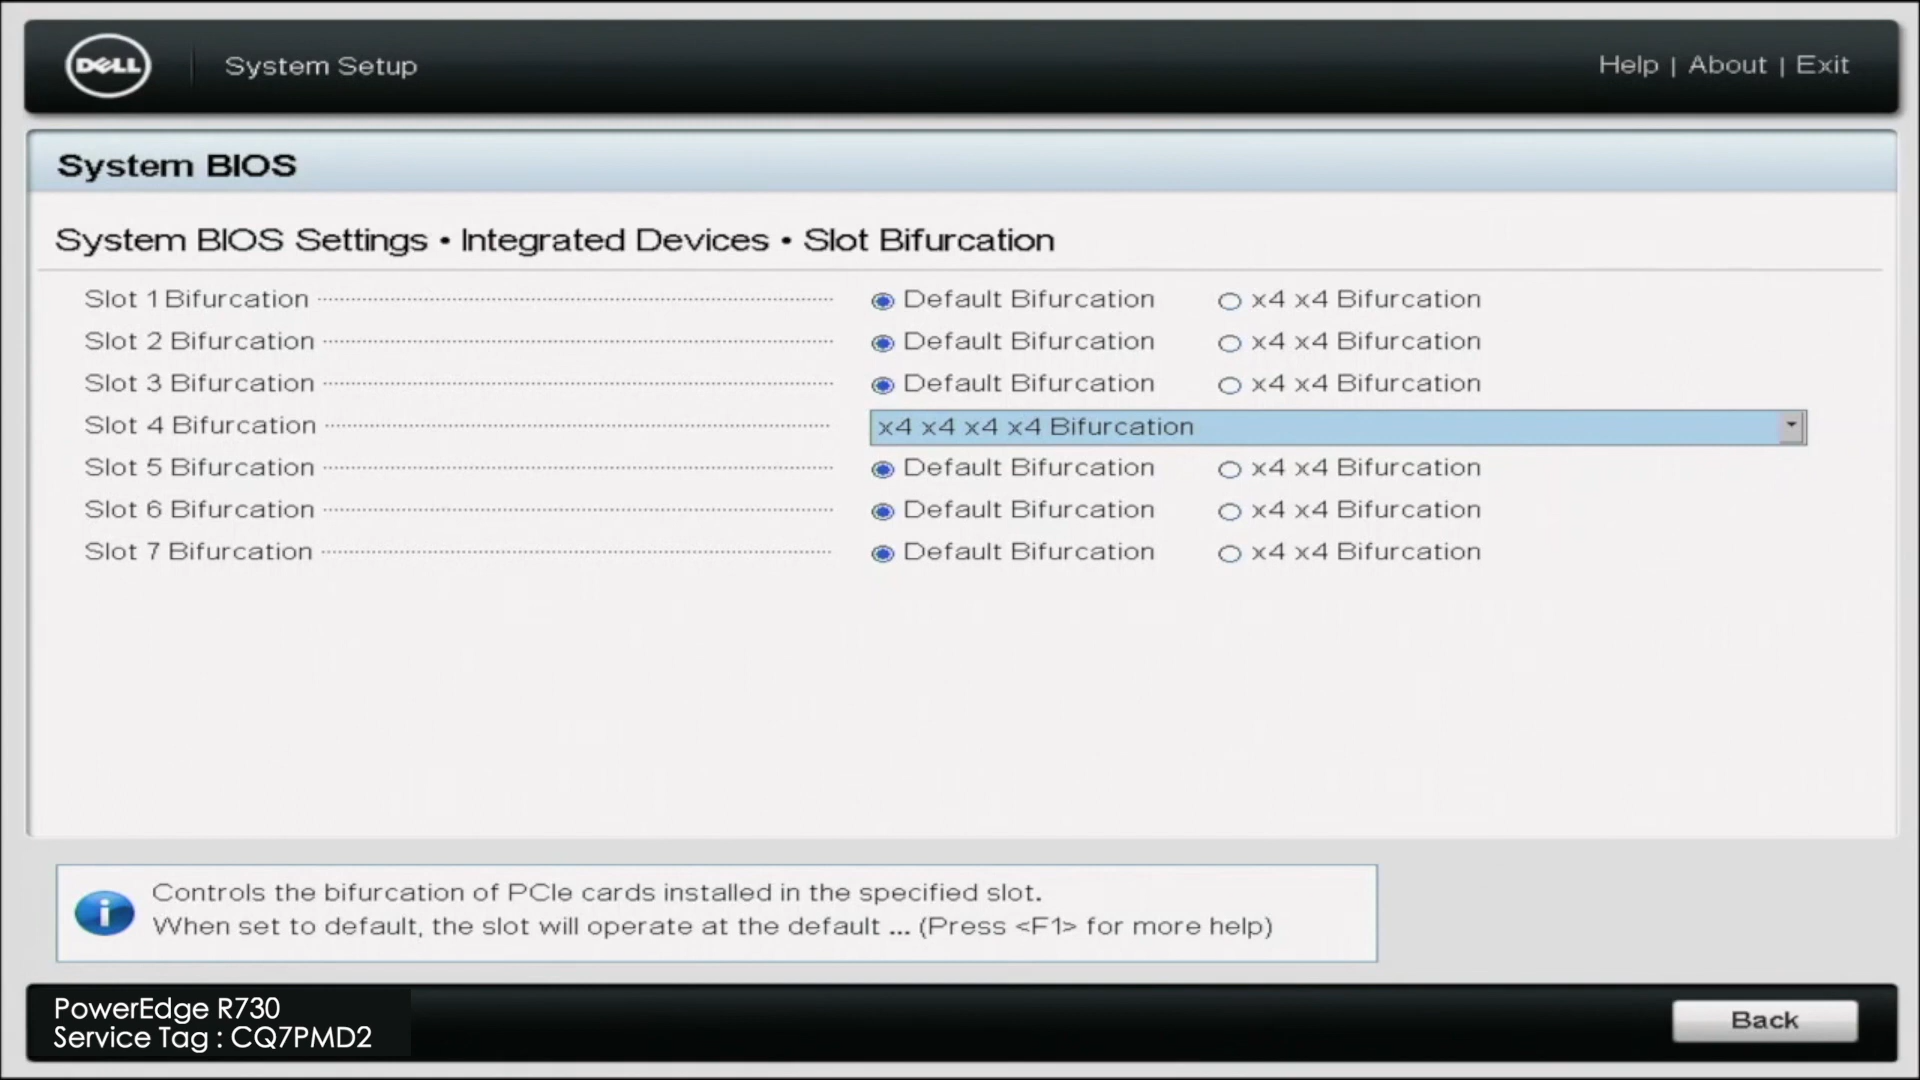 DELL System Setup Help | About | Exit
System BIOS
System BIOS Settings • Integrated Devices • Slot Bifurcation
Slot 1 Bifurcation Default Bifurcation x4 x4 Bifurcation
Slot 2 Bifurcation Default Bifurcation x4 x4 Bifurcation
Slot 3 Bifurcation Default Bifurcation x4 x4 Bifurcation
Slot 4 Bifurcation x4 x4 x4 x4 Bifurcation
Slot 5 Bifurcation Default Bifurcation x4 x4 Bifurcation
Slot 6 Bifurcation Default Bifurcation x4 x4 Bifurcation
Slot 7 Bifurcation Default Bifurcation x4 x4 Bifurcation
Controls the bifurcation of PCIe cards installed in the specified slot.
When set to default, the slot will operate at the default ... (Press <F1> for more help)
PowerEdge R730
Service Tag : CQ7PMD2
Back